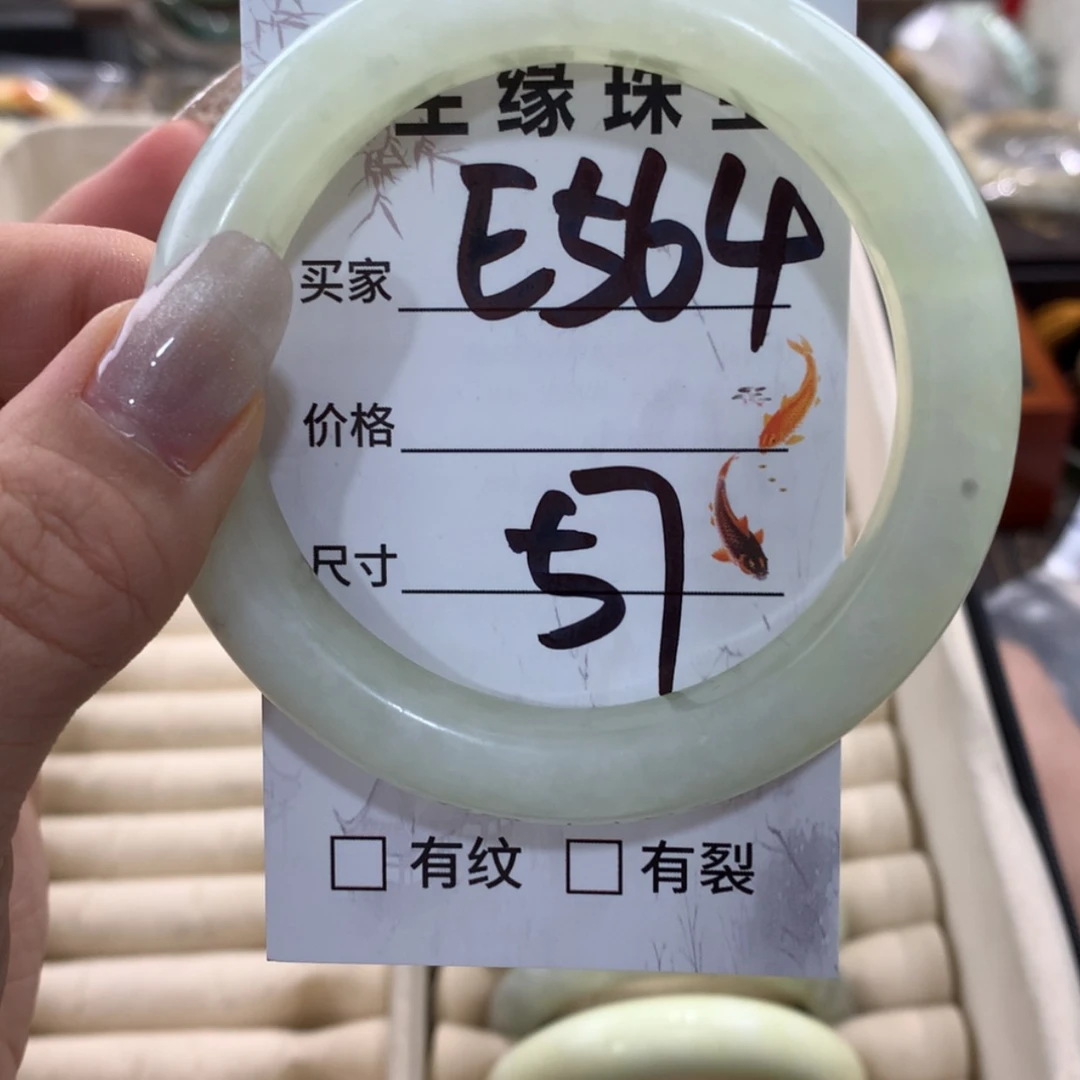 缘珠
买家 E564
价格
尺寸 57
□有纹 □有裂